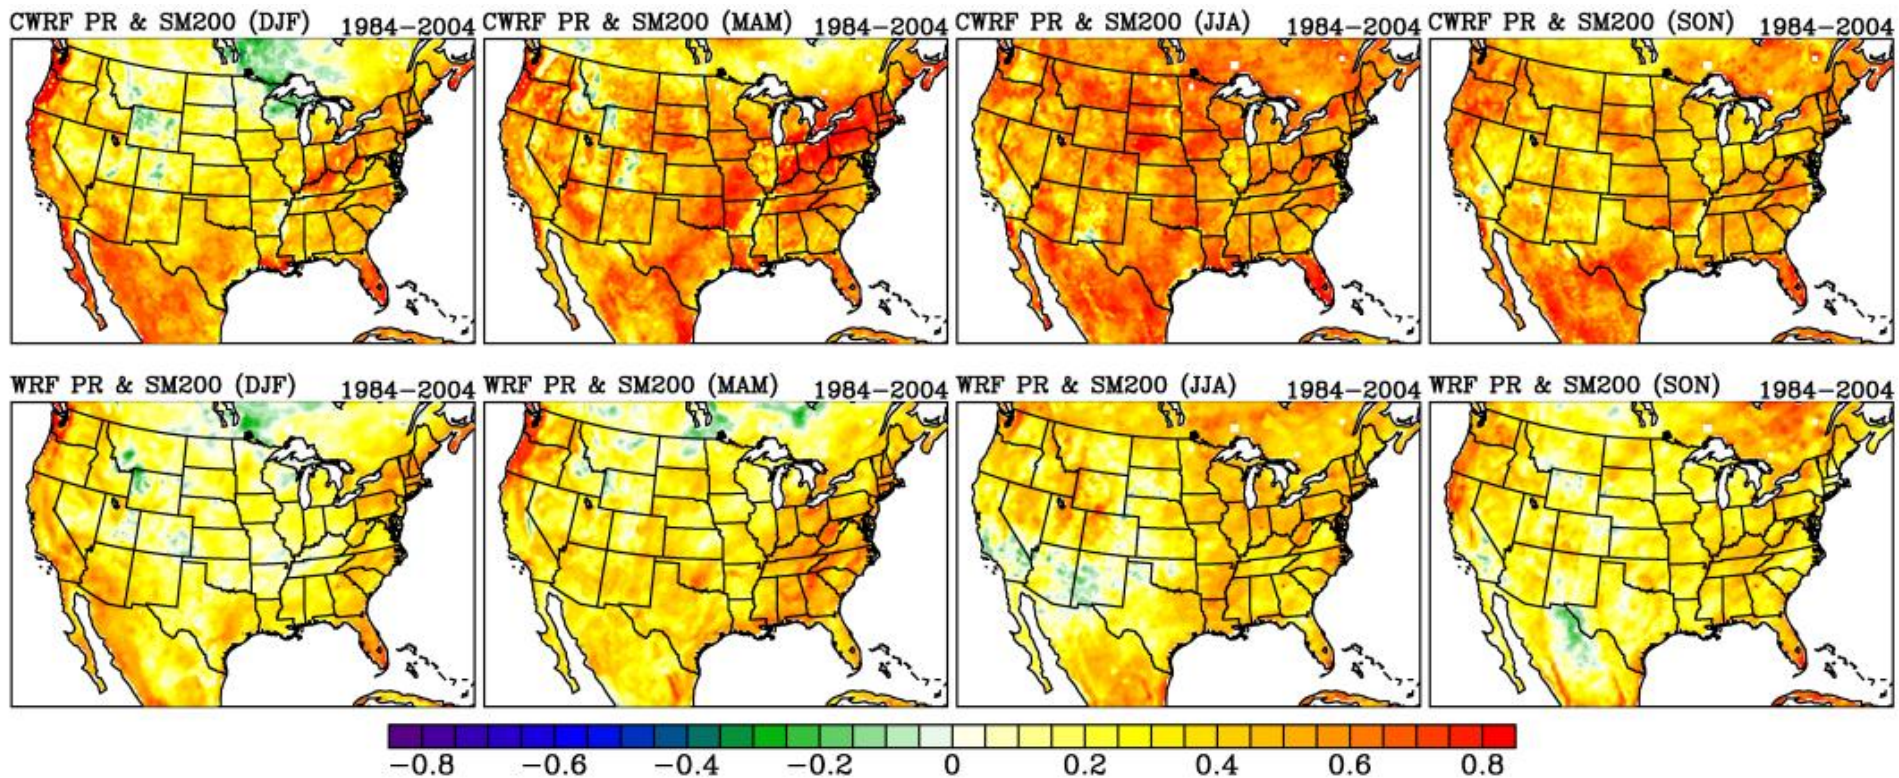 CWRF PR & SM200 (DJF) 1984-2004
CWRF PR & SM200 (MAM) 1984-2004
CWRF PR & SM200 (JJA) 1984-2004
CWRF PR & SM200 (SON) 1984-2004
WRF PR & SM200 (DJF) 1984-2004
WRF PR & SM200 (MAM) 1984-2004
WRF PR & SM200 (JJA) 1984-2004
WRF PR & SM200 (SON) 1984-2004
-0.8 -0.6 -0.4 -0.2 0 0.2 0.4 0.6 0.8